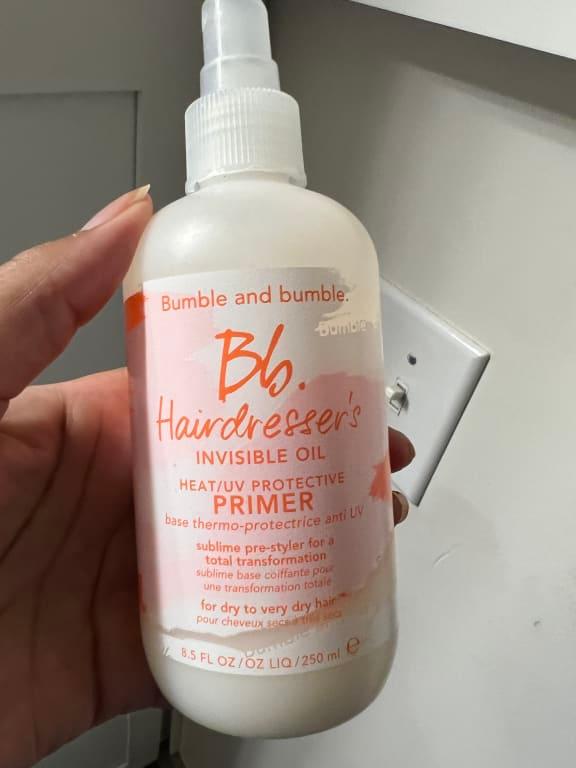 Bumble and bumble.
Bumble
Bb.
Hairdresser's
INVISIBLE OIL
HEAT/UV PROTECTIVE
PRIMER
base thermo-protectrice anti UV
sublime pre-styler for a
total transformation
sublime base coiffante pour
une transformation totale
for dry to very dry hair™
pour cheveux secs à très secs
8.5 FL OZ/OZ LIQ/250 ml ℮